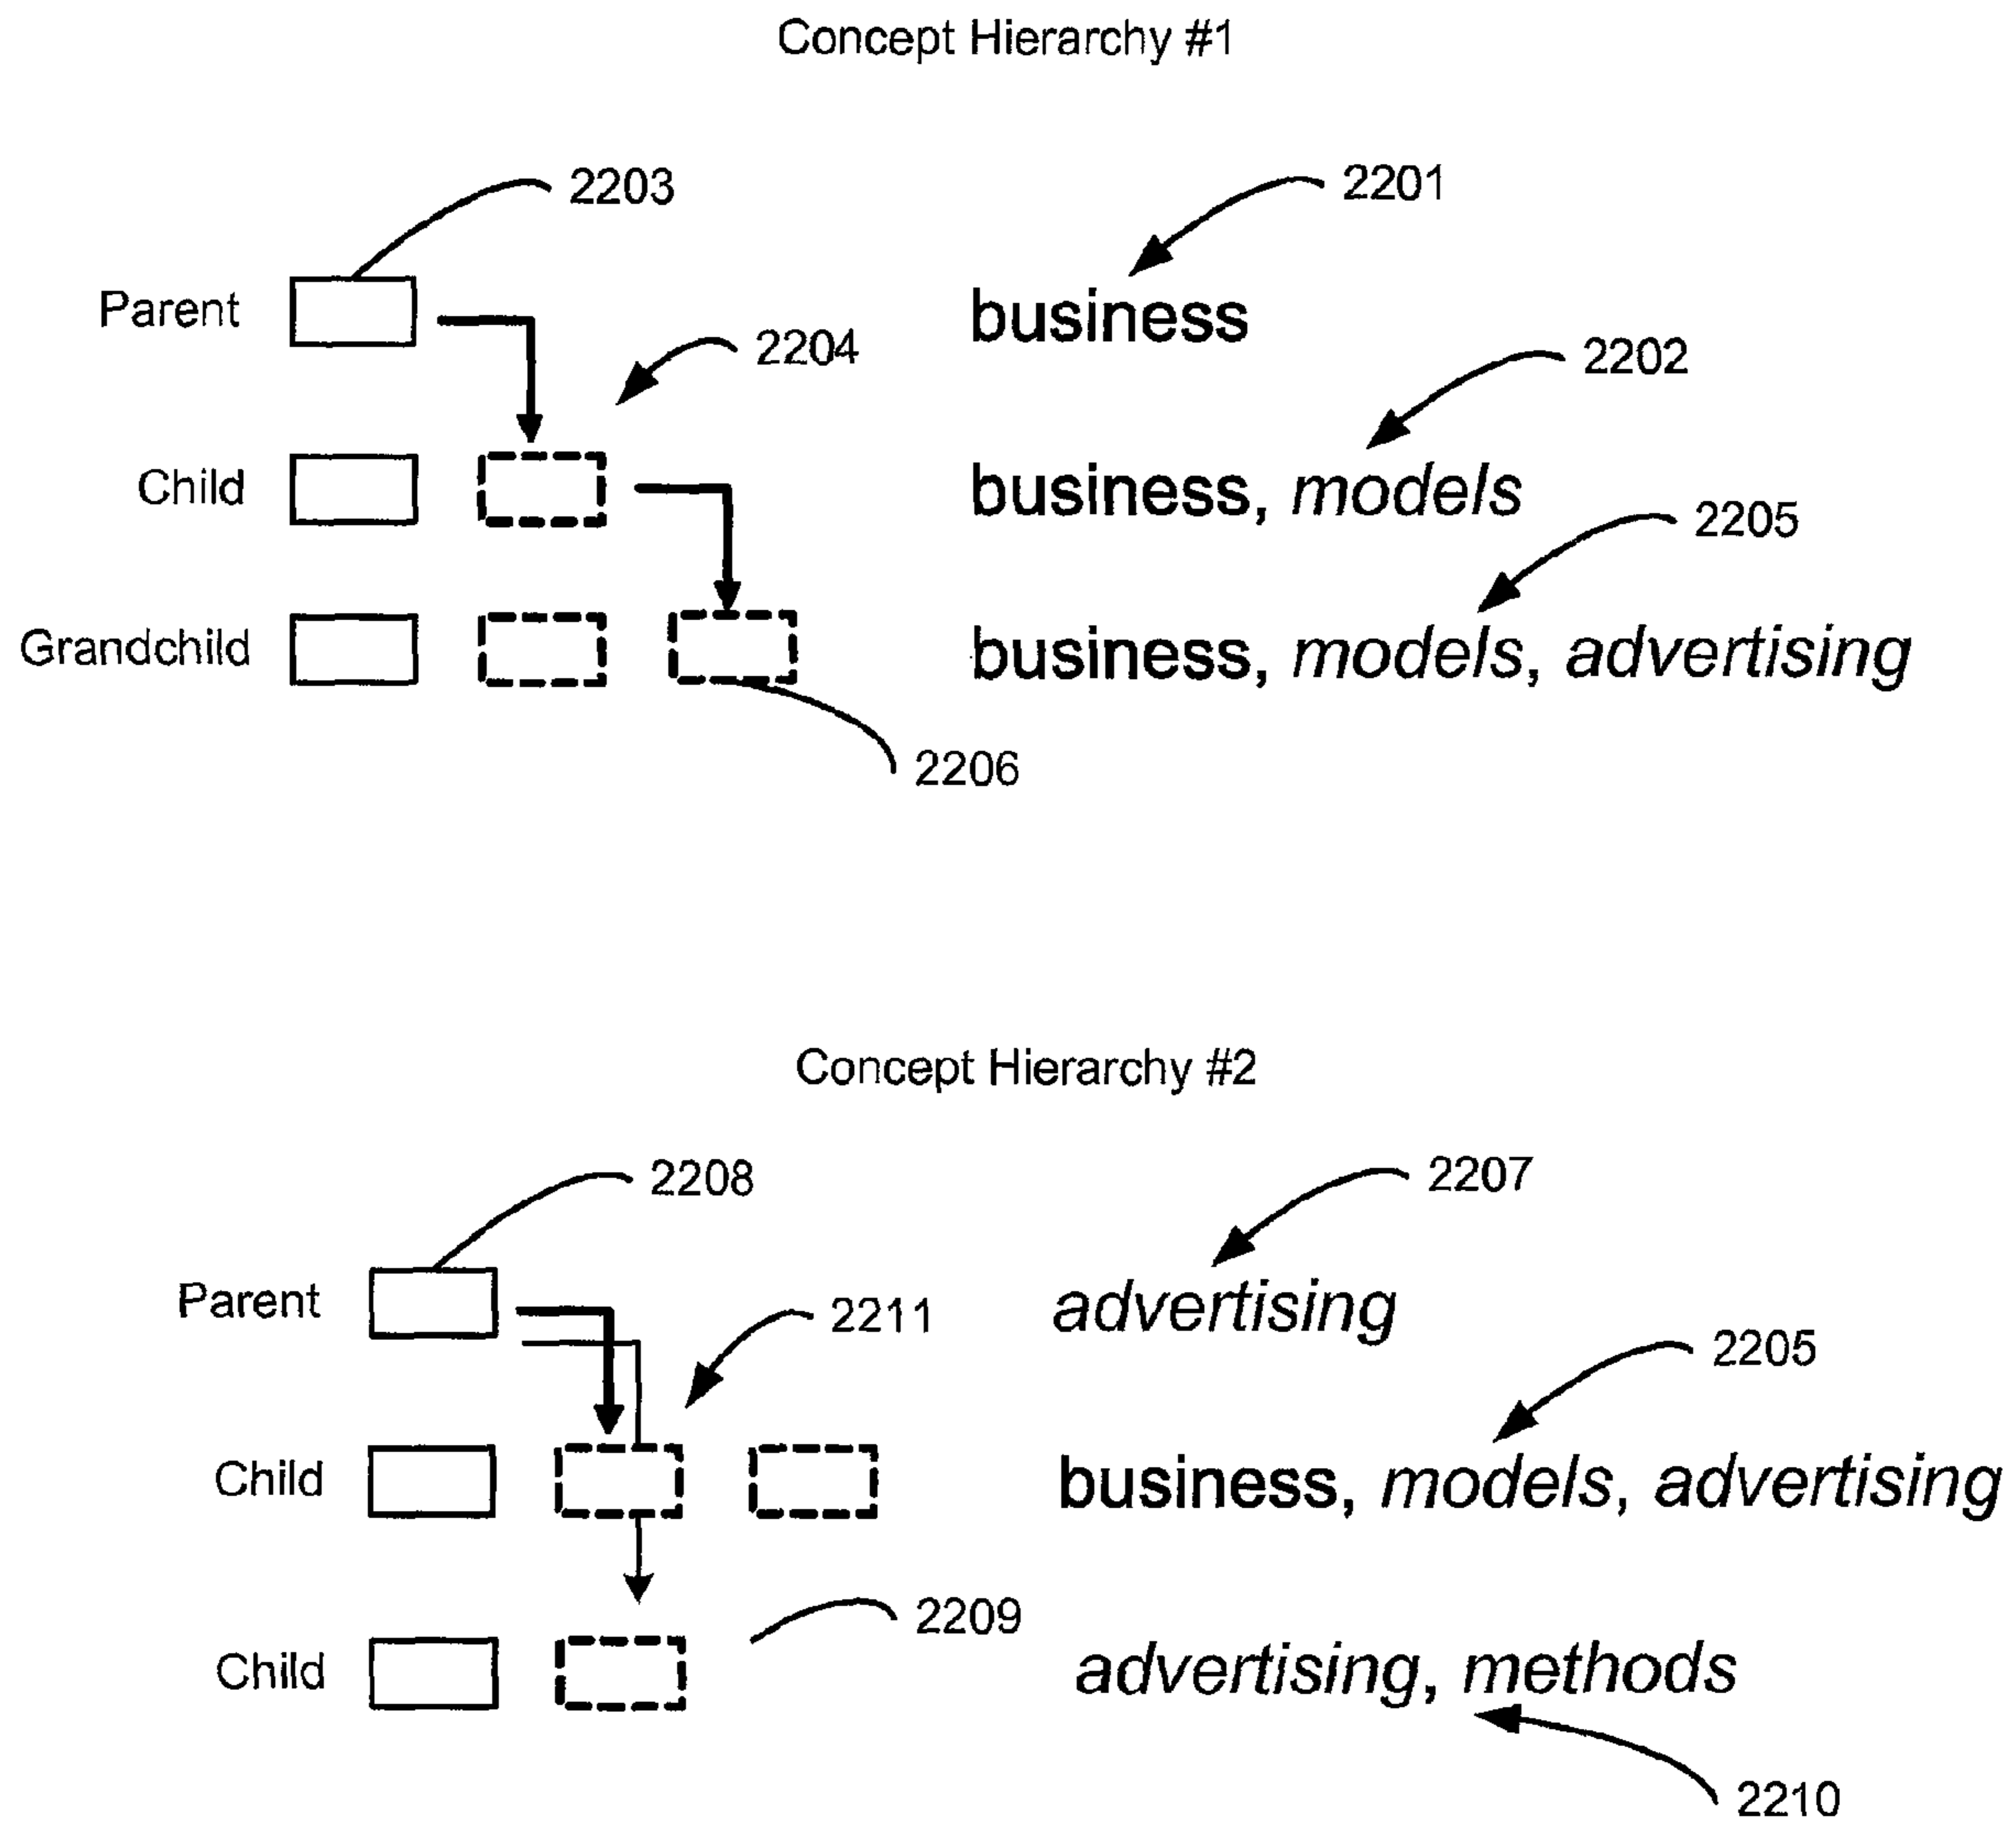 Concept Hierarchy #1
2203
2201
Parent
business
2204
2202
Child
business, models
2205
Grandchild
business, models, advertising
2206
Concept Hierarchy #2
2208
2207
Parent
advertising
2211
2205
Child
business, models, advertising
2209
Child
advertising, methods
2210